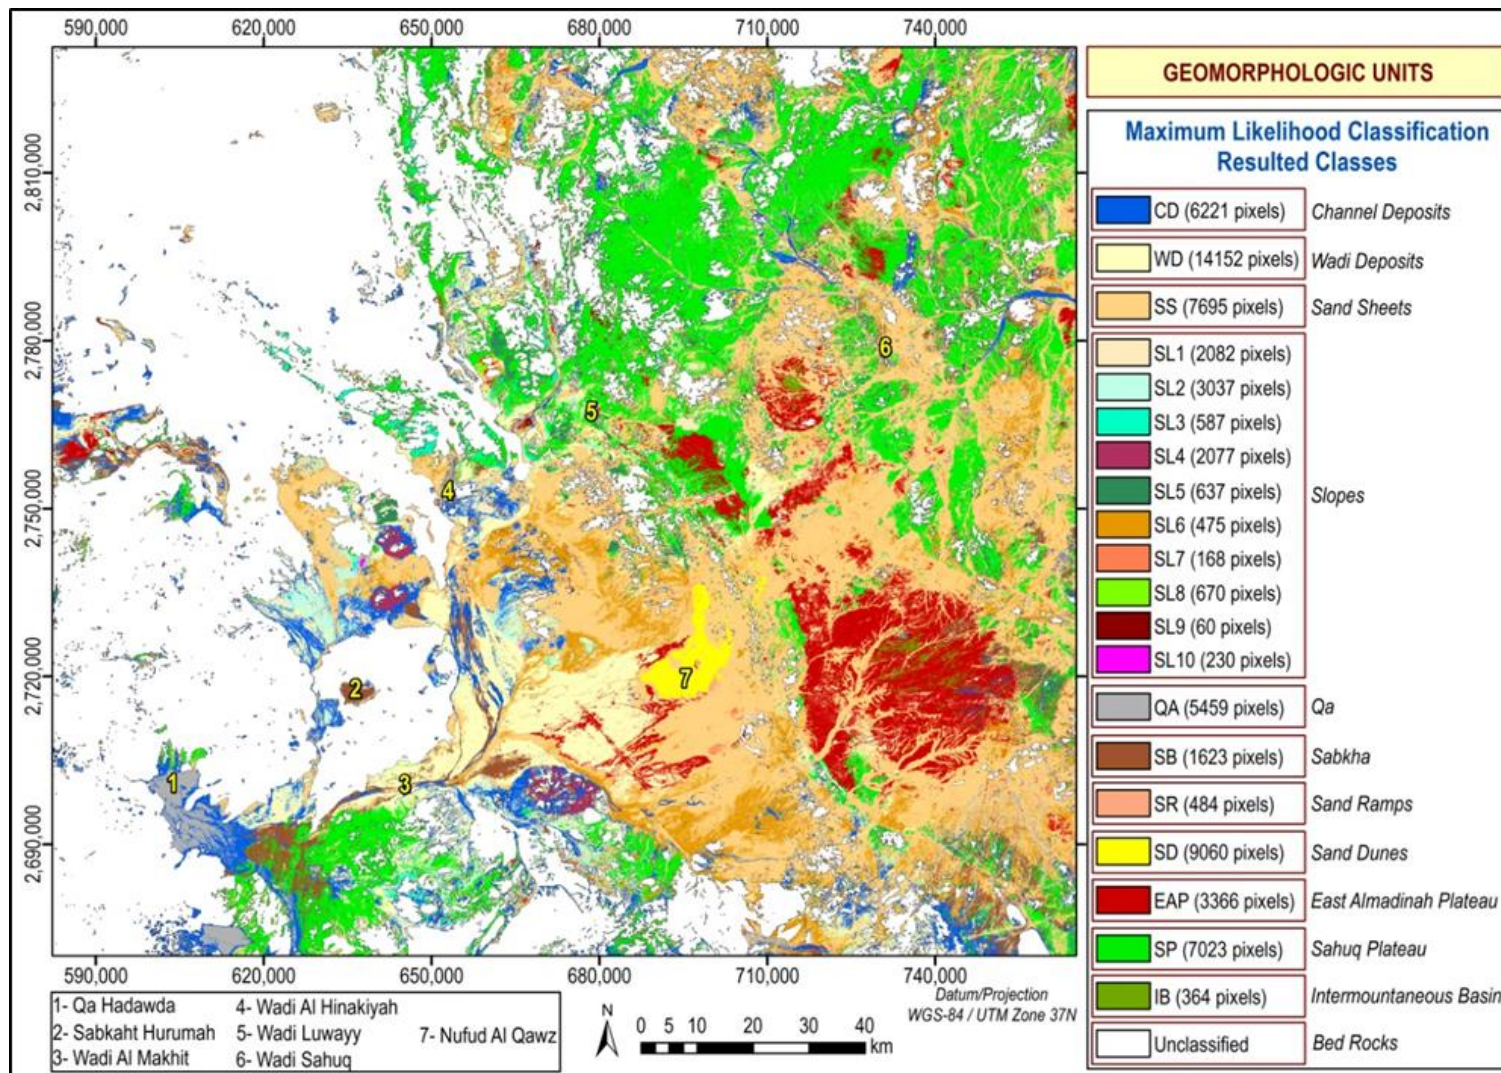 590,000 620,000 650,000 680,000 710,000 740,000
2,810,000
2,780,000
2,750,000
2,720,000
2,690,000
6
5
4
7
2
1
3
590,000 620,000 650,000 680,000 710,000 740,000
1- Qa Hadawda
2- Sabkaht Hurumah
3- Wadi Al Makhit
4- Wadi Al Hinakiyah
5- Wadi Luwayy
6- Wadi Sahuq
7- Nufud Al Qawz
N
0 5 10 20 30 40
km
Datum/Projection
WGS-84 / UTM Zone 37N
GEOMORPHOLOGIC UNITS
Maximum Likelihood Classification
Resulted Classes
CD (6221 pixels) Channel Deposits
WD (14152 pixels) Wadi Deposits
SS (7695 pixels) Sand Sheets
SL1 (2082 pixels)
SL2 (3037 pixels)
SL3 (587 pixels)
SL4 (2077 pixels)
SL5 (637 pixels) Slopes
SL6 (475 pixels)
SL7 (168 pixels)
SL8 (670 pixels)
SL9 (60 pixels)
SL10 (230 pixels)
QA (5459 pixels) Qa
SB (1623 pixels) Sabkha
SR (484 pixels) Sand Ramps
SD (9060 pixels) Sand Dunes
EAP (3366 pixels) East Almadinah Plateau
SP (7023 pixels) Sahuq Plateau
IB (364 pixels) Intermountaneous Basin
Unclassified Bed Rocks